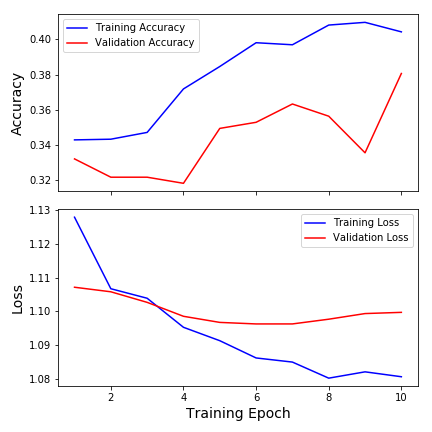 Training Accuracy
Validation Accuracy
0.40
0.38
0.36
0.34
0.32
Accuracy
Training Loss
Validation Loss
1.13
1.12
1.11
1.10
1.09
1.08
Loss
2 4 6 8 10
Training Epoch